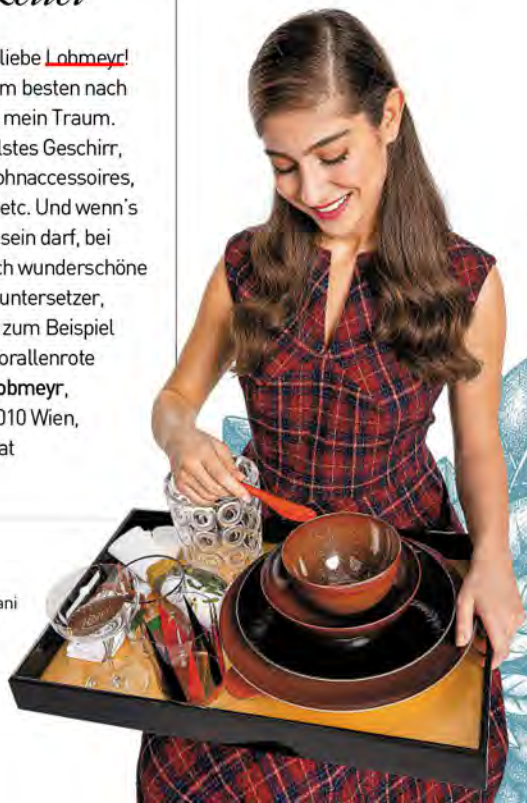 liebe Lobmeyr!
m besten nach
mein Traum.
lstes Geschirr,
ohnaccessoires,
etc. Und wenn's
sein darf, bei
ch wunderschöne
untersetzer,
zum Beispiel
orallenrote
obmeyr,
010 Wien,
at
ani